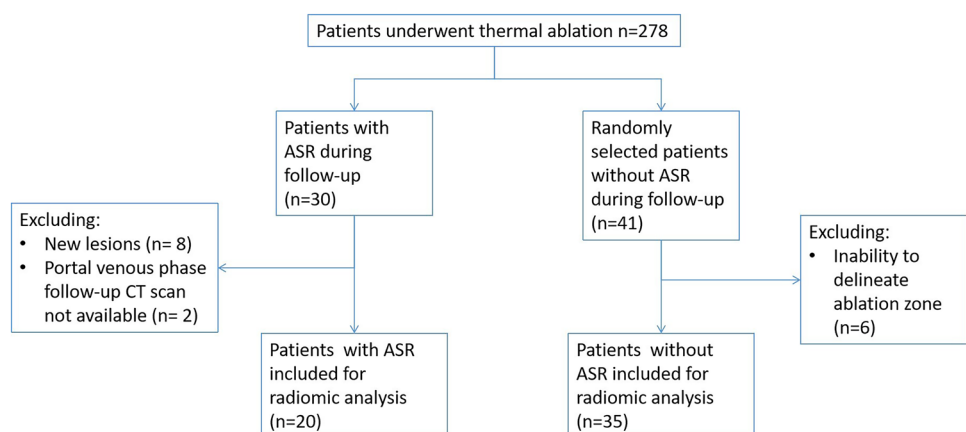 Patients underwent thermal ablation n=278
Patients with
ASR during
follow-up
(n=30)
Randomly
selected patients
without ASR
during follow-up
(n=41)
Excluding:
• New lesions (n= 8)
• Portal venous phase
follow-up CT scan
not available (n= 2)
Excluding:
• Inability to
delineate
ablation zone
(n=6)
Patients with ASR
included for
radiomic analysis
(n=20)
Patients without
ASR included for
radiomic analysis
(n=35)